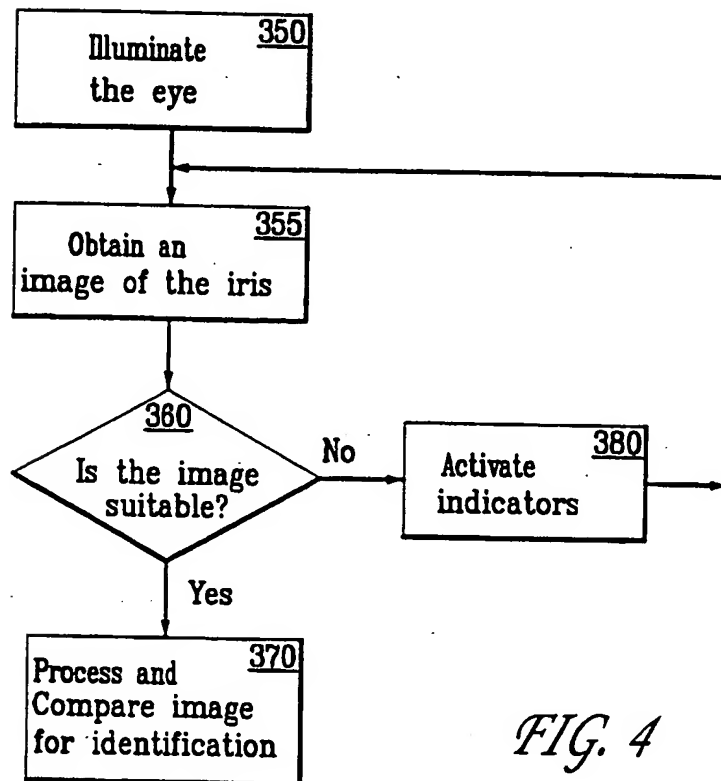 350
Illuminate
the eye
355
Obtain an
image of the iris
360
Is the image
suitable?
No
380
Activate
indicators
Yes
370
Process and
Compare image
for identification
FIG. 4